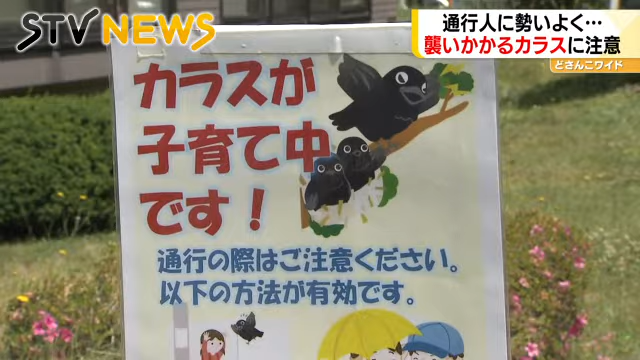 STV NEWS
通行人に勢いよく…
襲いかかるカラスに注意
どさんこワイド
カラスが
子育て中
です！
通行の際はご注意ください。
以下の方法が有効です。